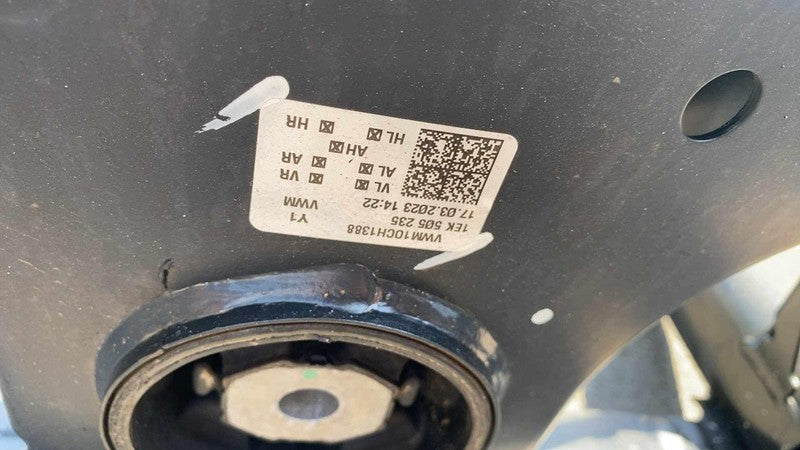 VWM10CH1388
1EK 505 235 Y1
17.03.2023 14:22 VWM
VL ☒ VR ☒
AL ☒ AR ☒
AH ☒
HL ☒ HR ☒